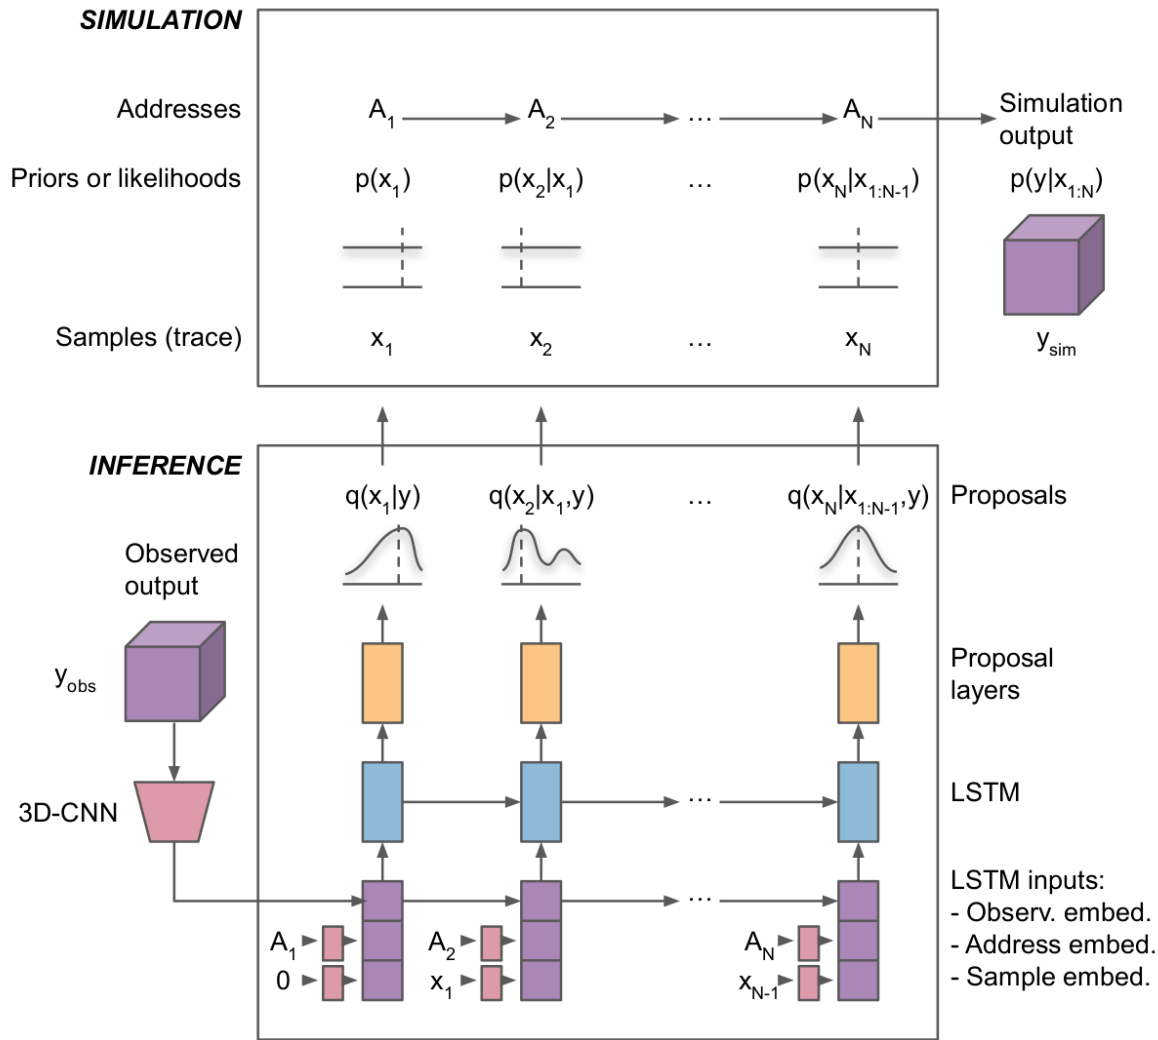 SIMULATION
Addresses
A1
A2
...
AN
Simulation
output
Priors or likelihoods
p(x1)
p(x2|x1)
...
p(xN|x1:N-1)
p(y|x1:N)
Samples (trace)
x1
x2
...
xN
ysim
INFERENCE
q(x1|y)
q(x2|x1,y)
...
q(xN|x1:N-1,y)
Proposals
Observed
output
yobs
Proposal
layers
3D-CNN
...
LSTM
...
LSTM inputs:
- Observ. embed.
A1
A2
AN
- Address embed.
0
x1
xN-1
- Sample embed.